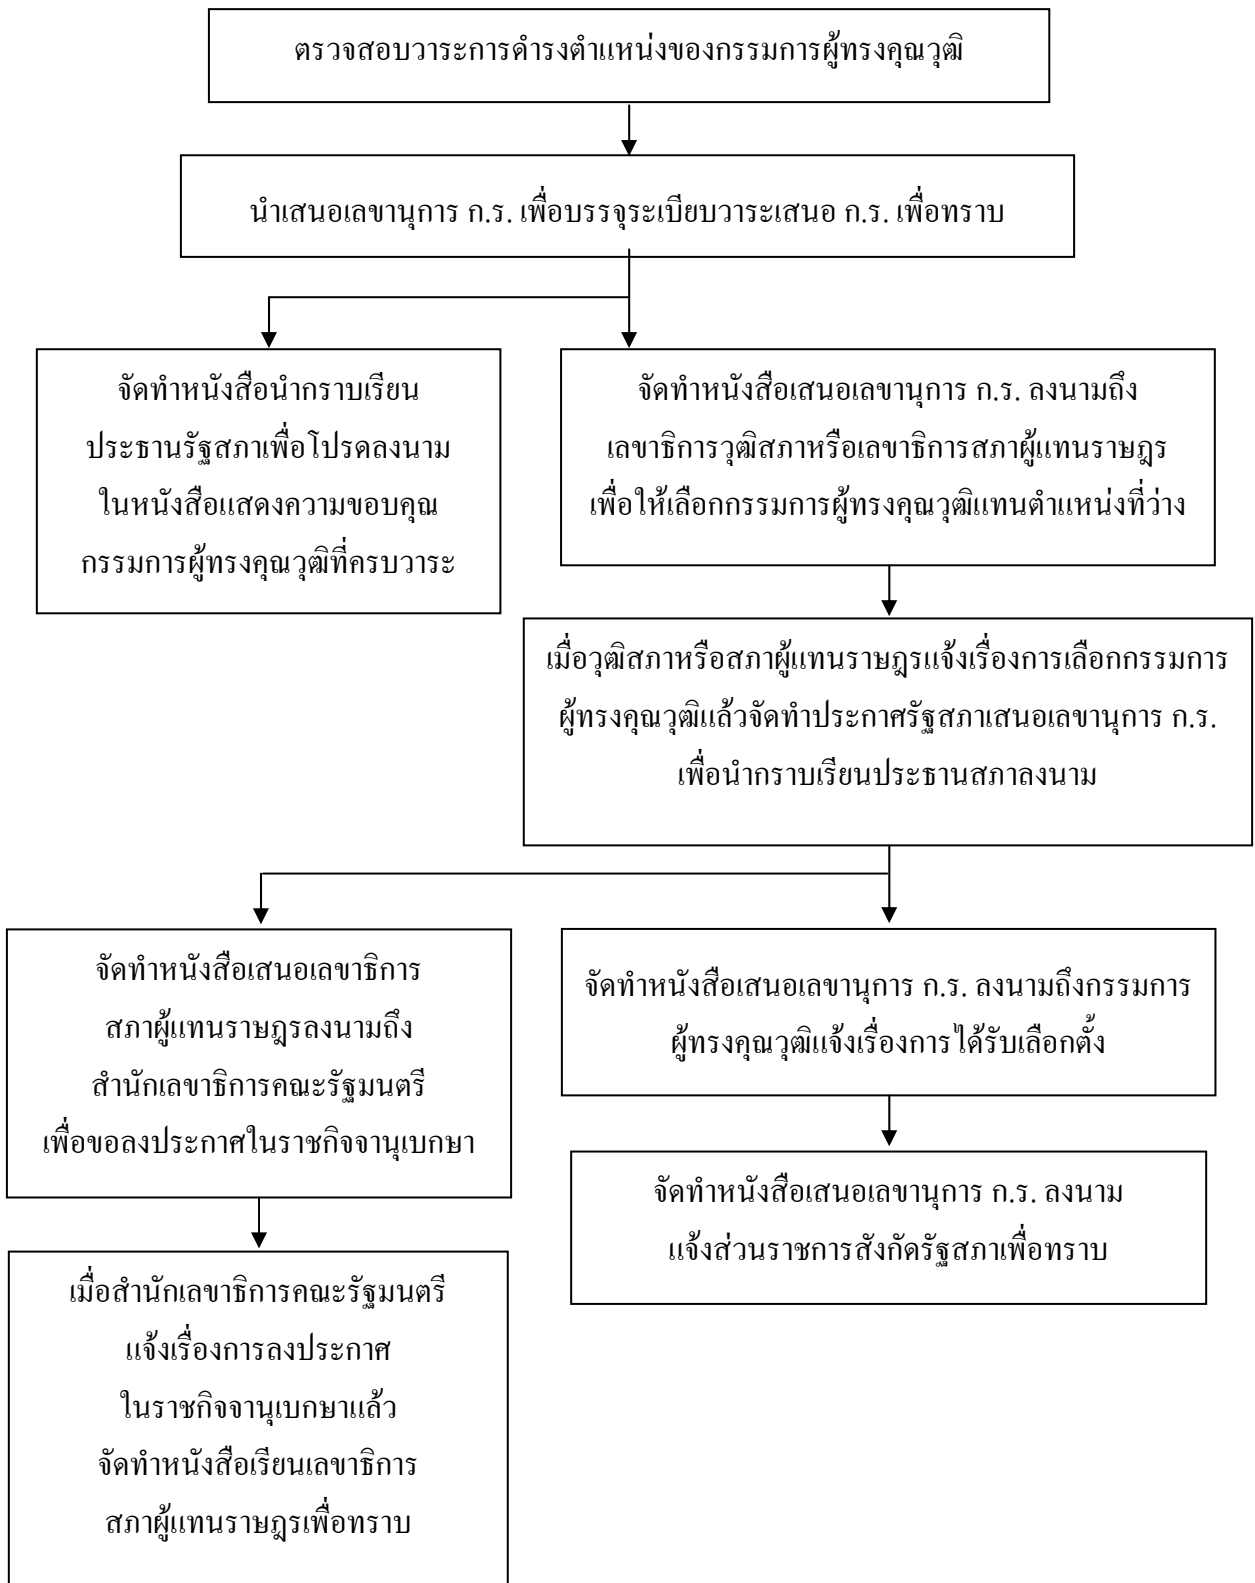 ตรวจสอบวาระการดำรงตำแหน่งของกรรมการผู้ทรงคุณวุฒิ
นำเสนอเลขานุการ ก.ร. เพื่อบรรจุระเบียบวาระเสนอ ก.ร. เพื่อทราบ
จัดทำหนังสือนำกราบเรียน
ประธานรัฐสภาเพื่อโปรดลงนาม
ในหนังสือแสดงความขอบคุณ
กรรมการผู้ทรงคุณวุฒิที่ครบวาระ
จัดทำหนังสือเสนอเลขานุการ ก.ร. ลงนามถึง
เลขาธิการวุฒิสภาหรือเลขาธิการสภาผู้แทนราษฎร
เพื่อให้เลือกกรรมการผู้ทรงคุณวุฒิแทนตำแหน่งที่ว่าง
เมื่อวุฒิสภาหรือสภาผู้แทนราษฎรแจ้งเรื่องการเลือกกรรมการ
ผู้ทรงคุณวุฒิแล้วจัดทำประกาศรัฐสภาเสนอเลขานุการ ก.ร.
เพื่อนำกราบเรียนประธานสภาลงนาม
จัดทำหนังสือเสนอเลขาธิการ
สภาผู้แทนราษฎรลงนามถึง
สำนักเลขาธิการคณะรัฐมนตรี
เพื่อขอลงประกาศในราชกิจจานุเบกษา
จัดทำหนังสือเสนอเลขานุการ ก.ร. ลงนามถึงกรรมการ
ผู้ทรงคุณวุฒิแจ้งเรื่องการได้รับเลือกตั้ง
จัดทำหนังสือเสนอเลขานุการ ก.ร. ลงนาม
แจ้งส่วนราชการสังกัดรัฐสภาเพื่อทราบ
เมื่อสำนักเลขาธิการคณะรัฐมนตรี
แจ้งเรื่องการลงประกาศ
ในราชกิจจานุเบกษาแล้ว
จัดทำหนังสือเรียนเลขาธิการ
สภาผู้แทนราษฎรเพื่อทราบ